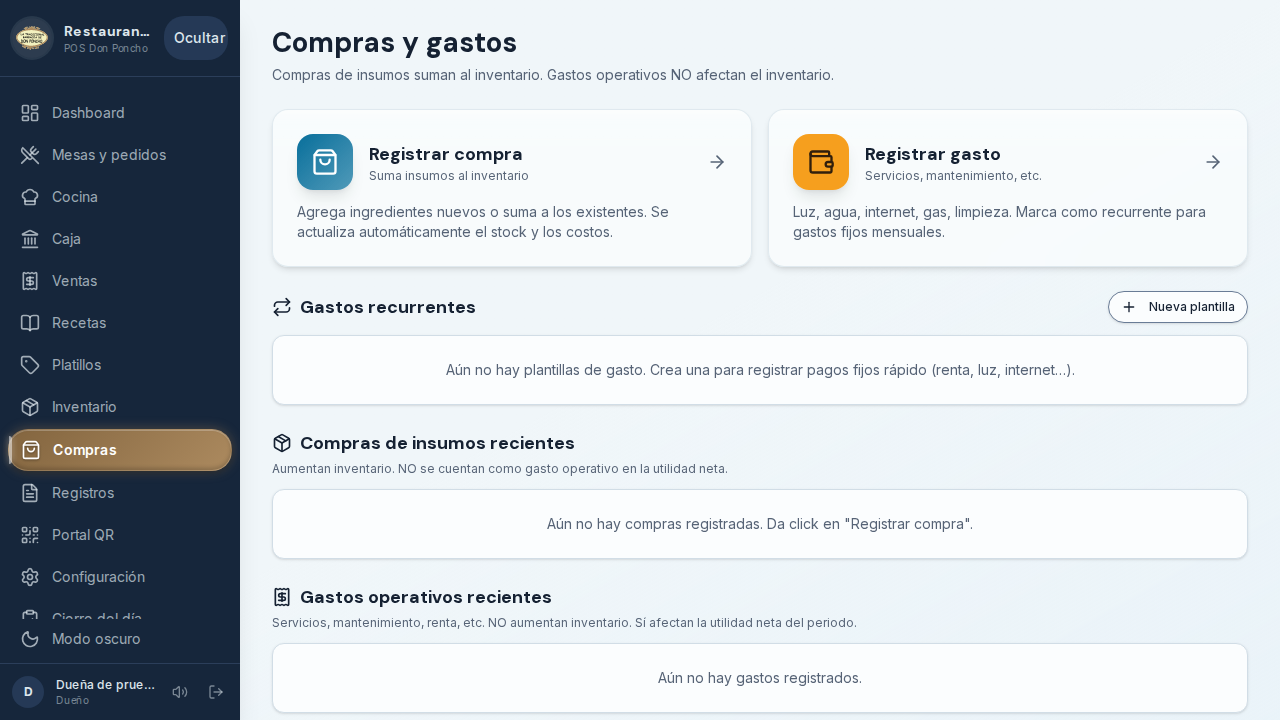 Restauran...
POS Don Poncho
Ocultar
Dashboard
Mesas y pedidos
Cocina
Caja
Ventas
Recetas
Platillos
Inventario
Compras
Registros
Portal QR
Configuración
Cierre del día
Modo oscuro
D
Dueña de prue...
Dueño
Compras y gastos
Compras de insumos suman al inventario. Gastos operativos NO afectan el inventario.
Registrar compra
Suma insumos al inventario
Agrega ingredientes nuevos o suma a los existentes. Se
actualiza automáticamente el stock y los costos.
Registrar gasto
Servicios, mantenimiento, etc.
Luz, agua, internet, gas, limpieza. Marca como recurrente para
gastos fijos mensuales.
Gastos recurrentes
Nueva plantilla
Aún no hay plantillas de gasto. Crea una para registrar pagos fijos rápido (renta, luz, internet…).
Compras de insumos recientes
Aumentan inventario. NO se cuentan como gasto operativo en la utilidad neta.
Aún no hay compras registradas. Da click en "Registrar compra".
Gastos operativos recientes
Servicios, mantenimiento, renta, etc. NO aumentan inventario. Sí afectan la utilidad neta del periodo.
Aún no hay gastos registrados.